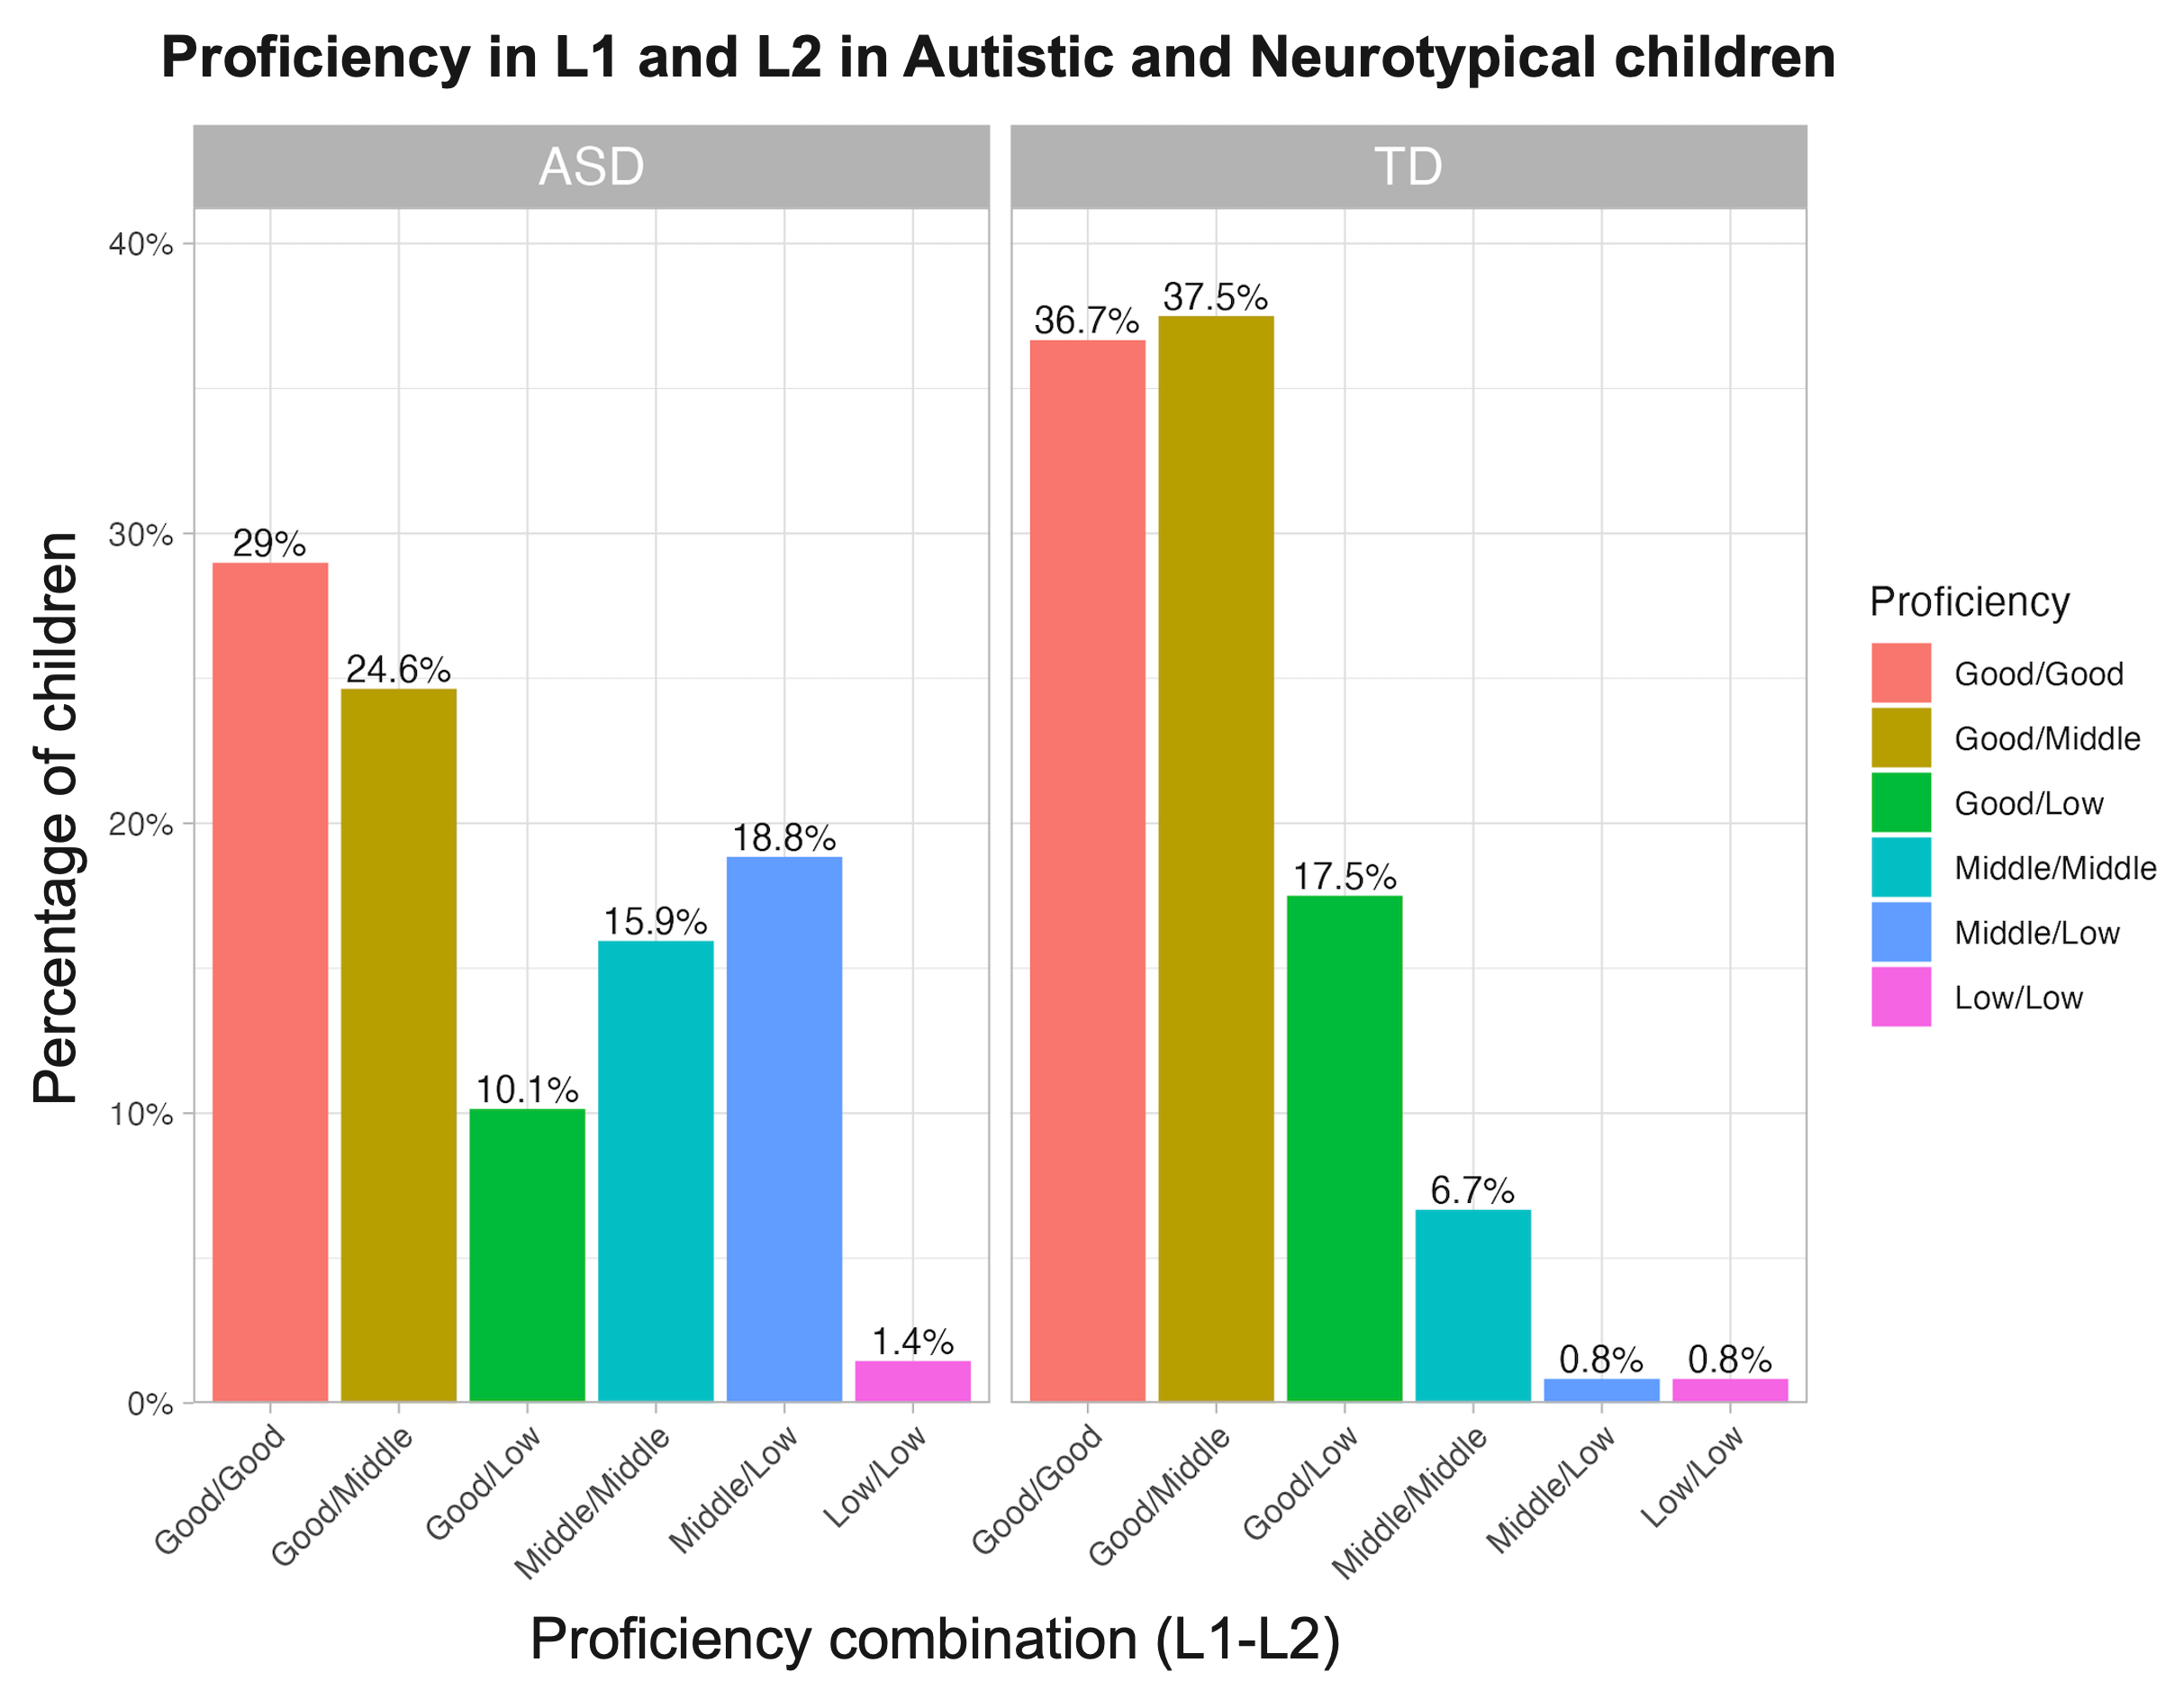 Proficiency in L1 and L2 in Autistic and Neurotypical children
ASD
TD
Percentage of children
40%
30%
20%
10%
0%
29%
24.6%
10.1%
15.9%
18.8%
1.4%
36.7%
37.5%
17.5%
6.7%
0.8%
0.8%
Good/Good
Good/Middle
Good/Low
Middle/Middle
Middle/Low
Low/Low
Good/Good
Good/Middle
Good/Low
Middle/Middle
Middle/Low
Low/Low
Proficiency combination (L1-L2)
Proficiency
Good/Good
Good/Middle
Good/Low
Middle/Middle
Middle/Low
Low/Low